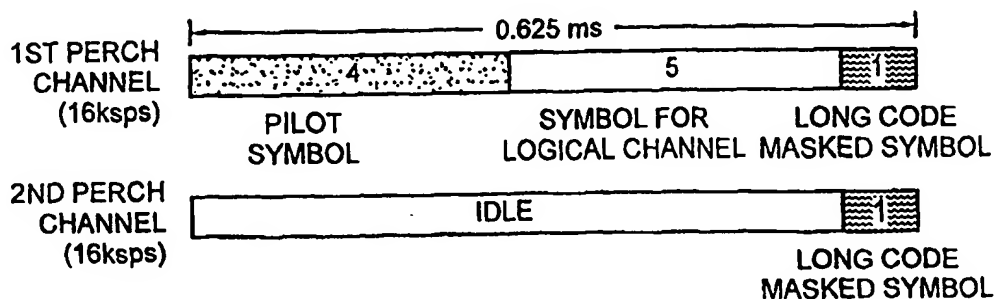 0.625 ms
1ST PERCH
CHANNEL
(16ksps)
4
5
1
PILOT
SYMBOL
SYMBOL FOR
LOGICAL CHANNEL
LONG CODE
MASKED SYMBOL
2ND PERCH
CHANNEL
(16ksps)
IDLE
1
LONG CODE
MASKED SYMBOL